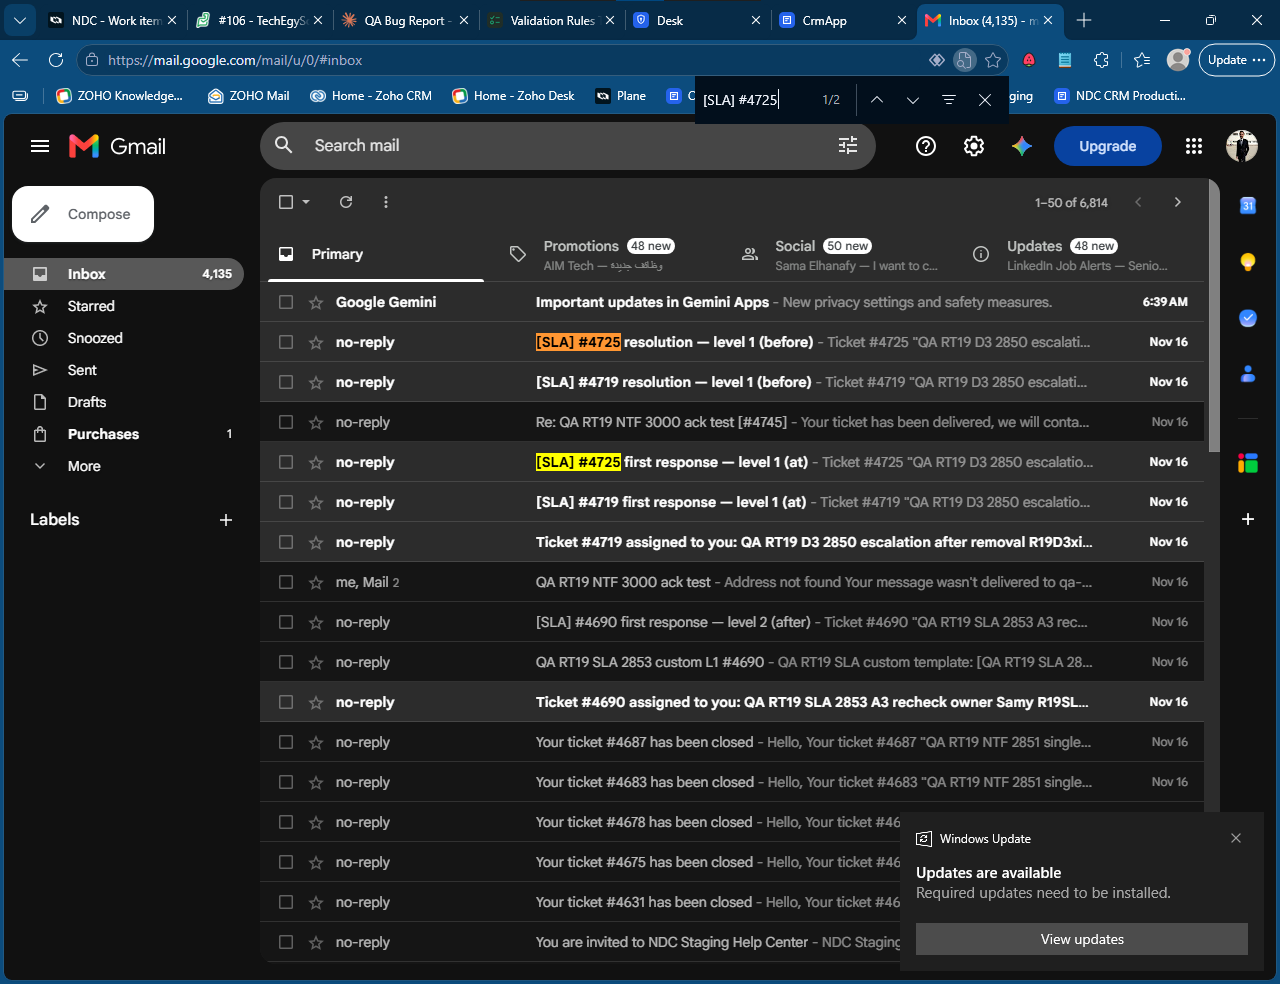 NDC - Work item
#106 - TechEgySo
QA Bug Report -
Validation Rules T
Desk
CrmApp
Inbox (4,135) - m
https://mail.google.com/mail/u/0/#inbox
Update
ZOHO Knowledge...
ZOHO Mail
Home - Zoho CRM
Home - Zoho Desk
Plane
C
[SLA] #4725
1/2
ging
NDC CRM Producti...
Gmail
Search mail
Upgrade
Compose
1–50 of 6,814
Inbox 4,135
Starred
Snoozed
Sent
Drafts
Purchases 1
More
Labels
Primary
Promotions 48 new
AIM Tech — وظائف جديدة
Social 50 new
Sama Elhanafy — I want to c...
Updates 48 new
LinkedIn Job Alerts — Senio...
Google Gemini Important updates in Gemini Apps - New privacy settings and safety measures. 6:39 AM
no-reply [SLA] #4725 resolution — level 1 (before) - Ticket #4725 "QA RT19 D3 2850 escalati... Nov 16
no-reply [SLA] #4719 resolution — level 1 (before) - Ticket #4719 "QA RT19 D3 2850 escalati... Nov 16
no-reply Re: QA RT19 NTF 3000 ack test [#4745] - Your ticket has been delivered, we will conta... Nov 16
no-reply [SLA] #4725 first response — level 1 (at) - Ticket #4725 "QA RT19 D3 2850 escalatio... Nov 16
no-reply [SLA] #4719 first response — level 1 (at) - Ticket #4719 "QA RT19 D3 2850 escalatio... Nov 16
no-reply Ticket #4719 assigned to you: QA RT19 D3 2850 escalation after removal R19D3xi... Nov 16
me, Mail 2 QA RT19 NTF 3000 ack test - Address not found Your message wasn't delivered to qa-... Nov 16
no-reply [SLA] #4690 first response — level 2 (after) - Ticket #4690 "QA RT19 SLA 2853 A3 rec... Nov 16
no-reply QA RT19 SLA 2853 custom L1 #4690 - QA RT19 SLA custom template: [QA RT19 SLA 28... Nov 16
no-reply Ticket #4690 assigned to you: QA RT19 SLA 2853 A3 recheck owner Samy R19SL... Nov 16
no-reply Your ticket #4687 has been closed - Hello, Your ticket #4687 "QA RT19 NTF 2851 single... Nov 16
no-reply Your ticket #4683 has been closed - Hello, Your ticket #4683 "QA RT19 NTF 2851 single... Nov 16
no-reply Your ticket #4678 has been closed - Hello, Your ticket #46
no-reply Your ticket #4675 has been closed - Hello, Your ticket #46
no-reply Your ticket #4631 has been closed - Hello, Your ticket #46
no-reply You are invited to NDC Staging Help Center - NDC Staging
31
Windows Update
Updates are available
Required updates need to be installed.
View updates